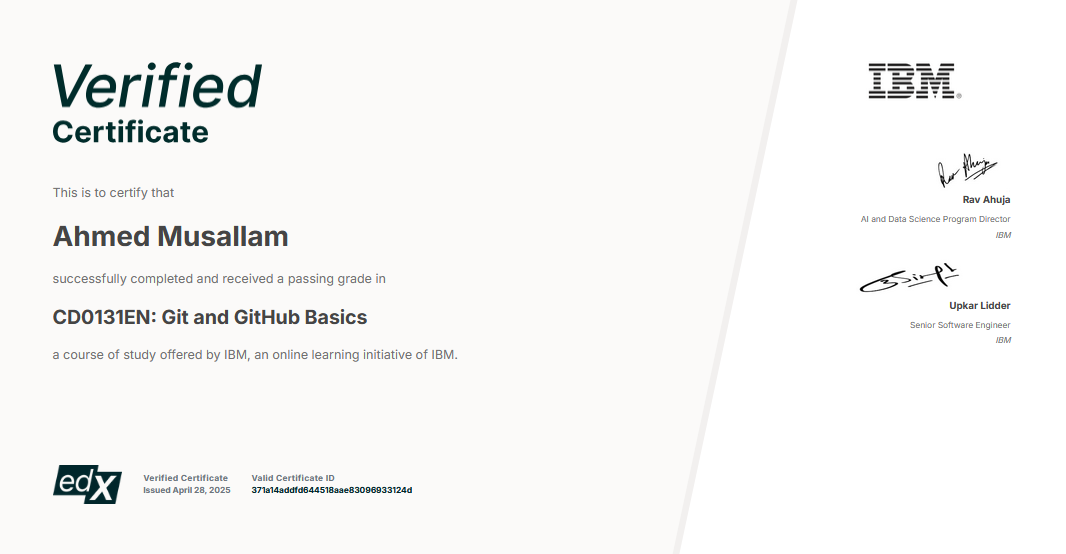 Verified
Certificate
This is to certify that
Ahmed Musallam
successfully completed and received a passing grade in
CD0131EN: Git and GitHub Basics
a course of study offered by IBM, an online learning initiative of IBM.
edX
Verified Certificate
Issued April 28, 2025
Valid Certificate ID
371a14addfd644518aae83096933124d
IBM®
Rav Ahuja
Rav Ahuja
AI and Data Science Program Director
IBM
Upkar Lidder
Senior Software Engineer
IBM